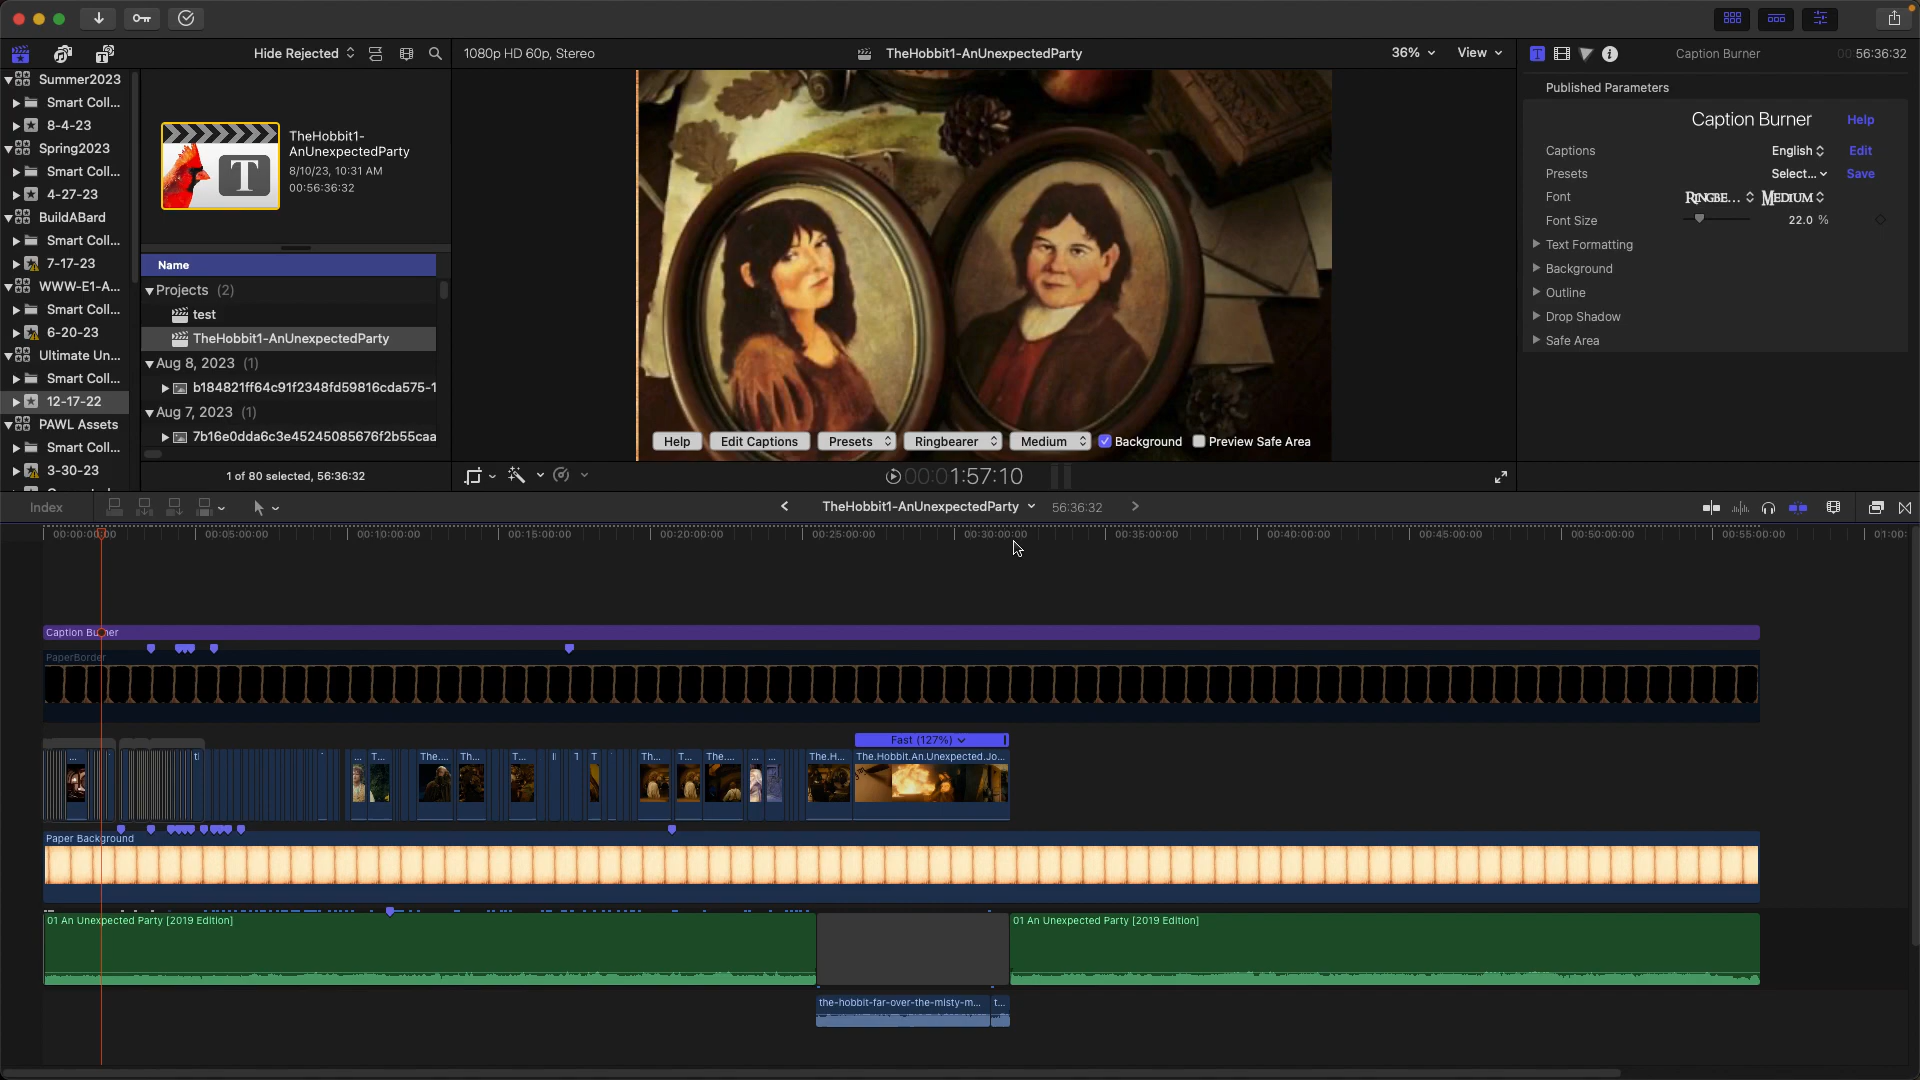 Hide Rejected
1080p HD 60p, Stereo
TheHobbit1-AnUnexpectedParty
36%
View
Caption Burner
00:56:36:32
Summer2023
Smart Coll...
8-4-23
Spring2023
Smart Coll...
4-27-23
BuildABard
Smart Coll...
7-17-23
WWW-E1-A...
Smart Coll...
6-20-23
Ultimate Un...
Smart Coll...
12-17-22
PAWL Assets
Smart Coll...
3-30-23
T
TheHobbit1-
AnUnexpectedParty
8/10/23, 10:31 AM
00:56:36:32
Name
Projects (2)
test
TheHobbit1-AnUnexpectedParty
Aug 8, 2023 (1)
b184821ff64c91f2348fd59816cda575-1
Aug 7, 2023 (1)
7b16e0dda6c3e45245085676f2b55caa
1 of 80 selected, 56:36:32
Help
Edit Captions
Presets
Ringbearer
Medium
Background
Preview Safe Area
00:01:57:10
Published Parameters
Caption Burner
Help
Captions
English
Edit
Presets
Select...
Save
Font
Ringbe...
Medium
Font Size
22.0 %
Text Formatting
Background
Outline
Drop Shadow
Safe Area
Index
TheHobbit1-AnUnexpectedParty
56:36:32
00:05:00:00
00:10:00:00
00:15:00:00
00:20:00:00
00:25:00:00
00:30:00:00
00:35:00:00
00:40:00:00
00:45:00:00
00:50:00:00
00:55:00:00
01:00:
PaperBorder
Fast (127%)
...
...
T...
The....
Th...
T...
T
T
Th...
T...
The....
...
...
The.H...
The.Hobbit.An.Unexpected.Jo...
Paper Background
01 An Unexpected Party [2019 Edition]
01 An Unexpected Party [2019 Edition]
the-hobbit-far-over-the-misty-m...
t...